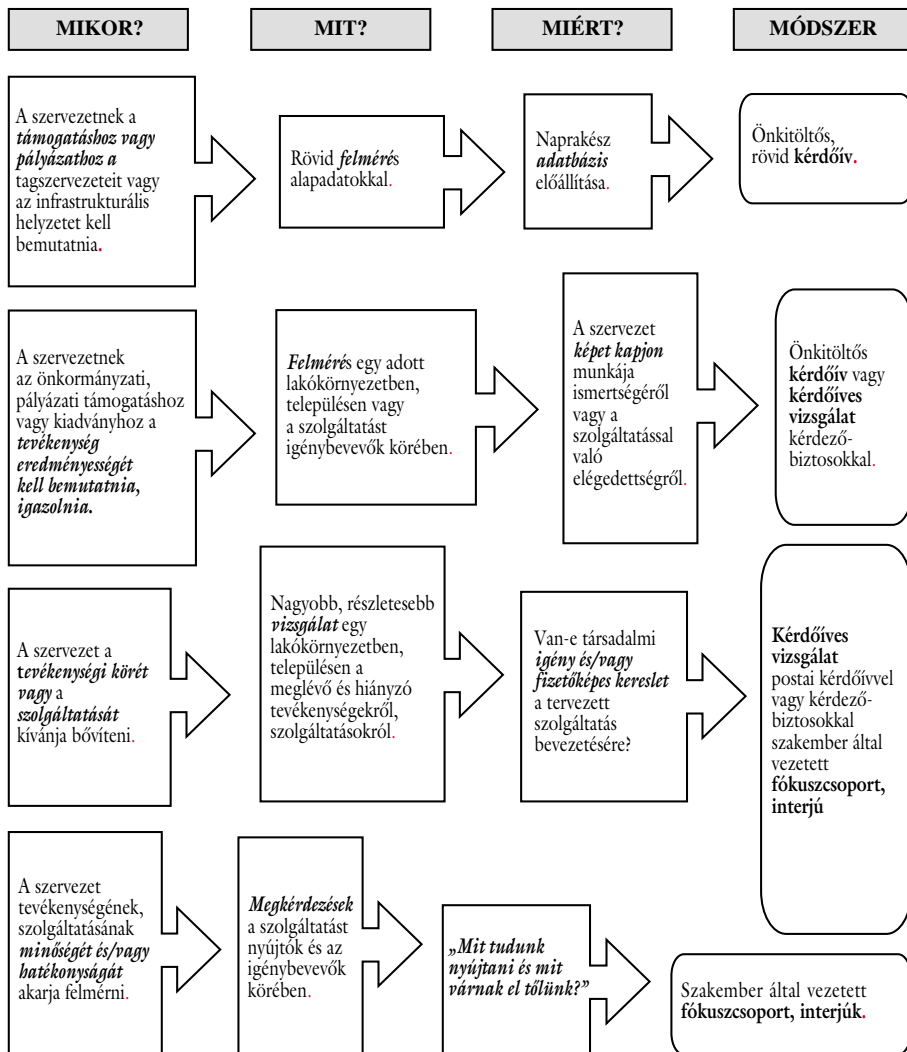 MIKOR?
MIT?
MIÉRT?
MÓDSZER
A szervezetnek a
támogatáshoz vagy
pályázathoz a
tagszervezeteit vagy
az infrastrukturális
helyzetet kell
bemutatnia.
Rövid felmérés
alapadatokkal.
Naprakész
adatbázis
előállítása.
Önkitöltős,
rövid kérdőív.
A szervezetnek
az önkormányzati,
pályázati támogatáshoz
vagy kiadványhoz a
tevékenység
eredményességét
kell bemutatnia,
igazolnia.
Felmérés egy adott
lakókörnyezetben,
településen vagy
a szolgáltatást
igénybevevők körében.
A szervezet
képet kapjon
munkája
ismertségéről
vagy a
szolgáltatással
való
elégedettségről.
Önkitöltős
kérdőív vagy
kérdőíves
vizsgálat
kérdező-
biztosokkal.
A szervezet a
tevékenységi körét
vagy a
szolgáltatását
kívánja bővíteni.
Nagyobb, részletesebb
vizsgálat egy
lakókörnyezetben,
településen a
meglévő és hiányzó
tevékenységekről,
szolgáltatásokról.
Van-e társadalmi
igény és/vagy
fizetőképes kereslet
a tervezett
szolgáltatás
bevezetésére?
Kérdőíves
vizsgálat
postai kérdőívvel
vagy kérdező-
biztosokkal
szakember által
vezetett
fókuszcsoport,
interjú
A szervezet
tevékenységének,
szolgáltatásának
minőségét és/vagy
hatékonyságát
akarja felmérni.
Megkérdezések
a szolgáltatást
nyújtók és az
igénybevevők
körében.
„Mit tudunk
nyújtani és mit
várnak el tőlünk?”
Szakember által vezetett
fókuszcsoport, interjúk.